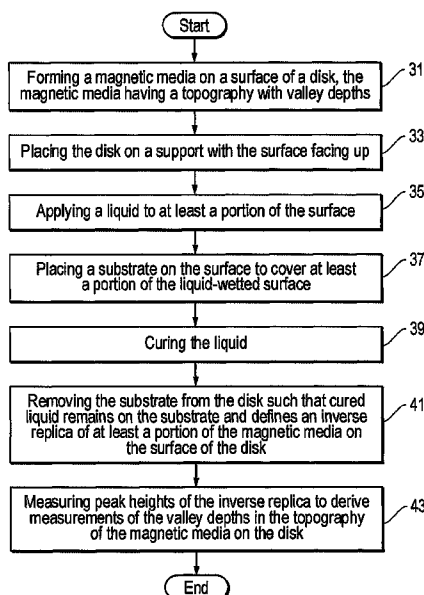 Start
Forming a magnetic media on a surface of a disk, the
magnetic media having a topography with valley depths
31
Placing the disk on a support with the surface facing up
33
Applying a liquid to at least a portion of the surface
35
Placing a substrate on the surface to cover at least
a portion of the liquid-wetted surface
37
Curing the liquid
39
Removing the substrate from the disk such that cured
liquid remains on the substrate and defines an inverse
replica of at least a portion of the magnetic media on
the surface of the disk
41
Measuring peak heights of the inverse replica to derive
measurements of the valley depths in the topography
of the magnetic media on the disk
43
End